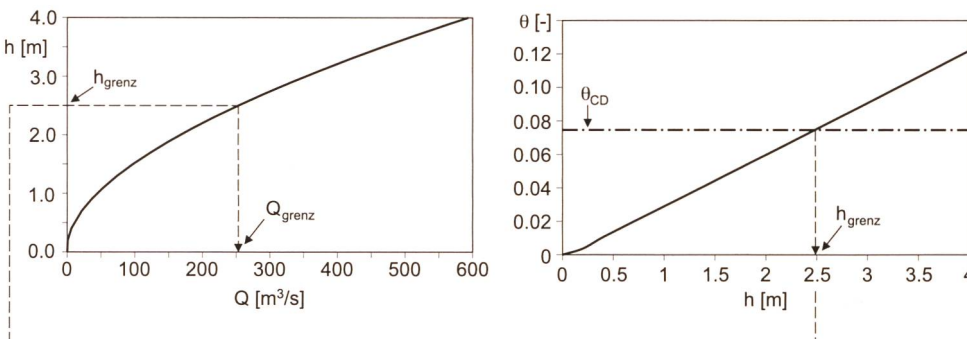 4.0
h [m]
3.0
2.0
1.0
0.0
h_grenz
Q_grenz
0 100 200 300 400 500 600
Q [m³/s]
θ [-]
0.12
0.10
0.08
0.06
0.04
0.02
0
θ_CD
h_grenz
0 0.5 1 1.5 2 2.5 3 3.5 4
h [m]